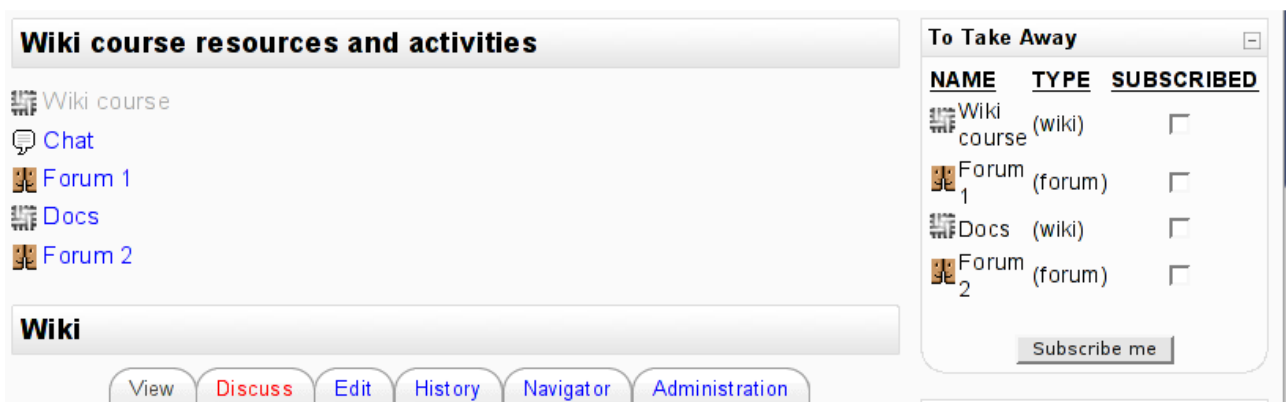 Wiki course resources and activities
Wiki course
Chat
Forum 1
Docs
Forum 2
Wiki
View Discuss Edit History Navigator Administration
To Take Away
NAME TYPE SUBSCRIBED
Wiki
course (wiki)
Forum
1 (forum)
Docs (wiki)
Forum
2 (forum)
Subscribe me